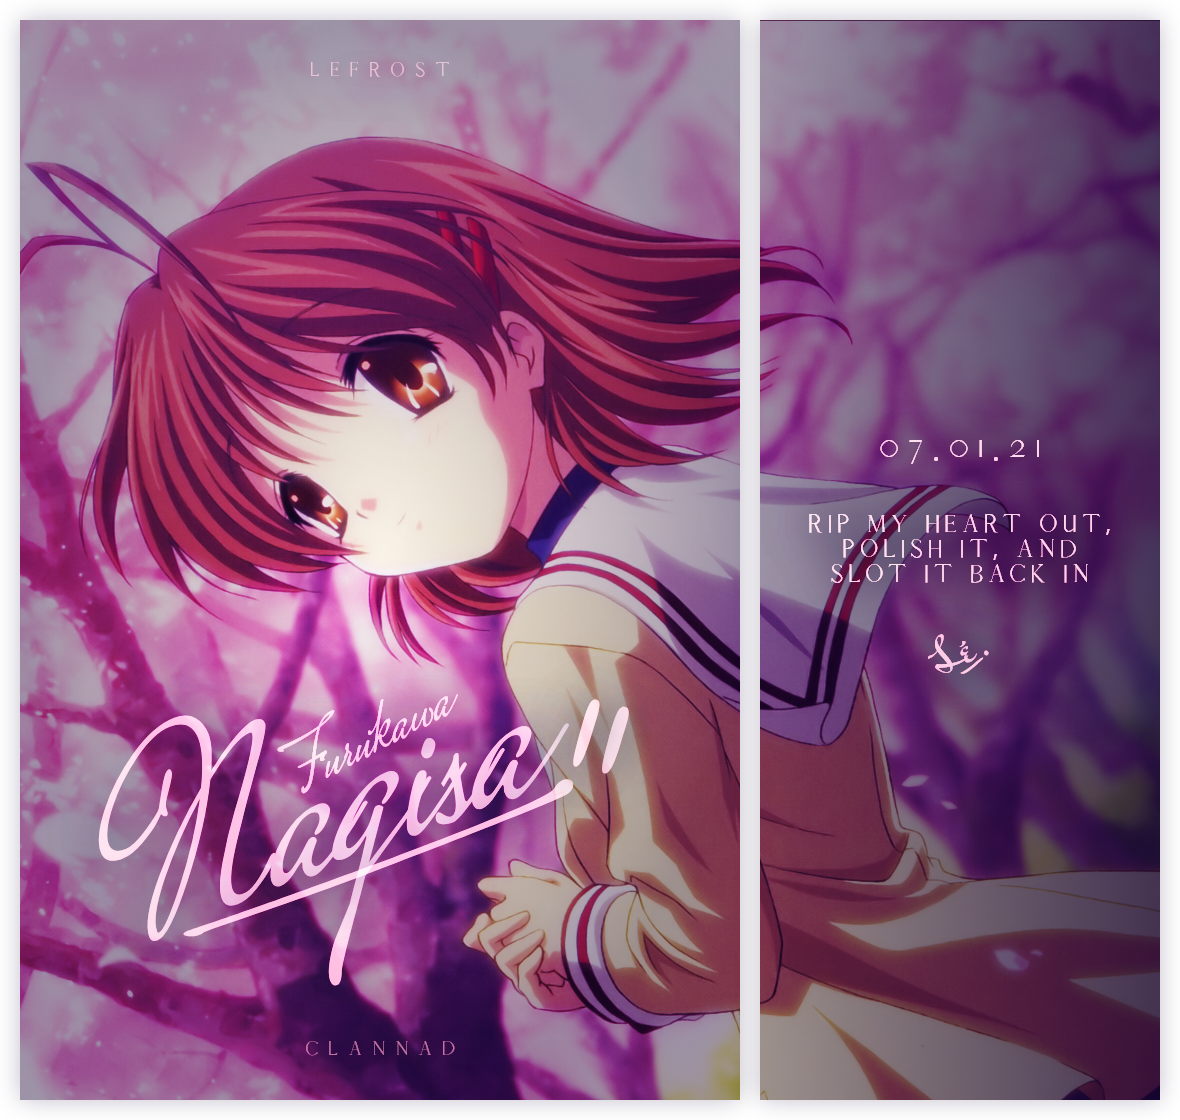 LEFROST
Furukawa
Nagisa!!
CLANNAD
07.01.21
RIP MY HEART OUT,
POLISH IT, AND
SLOT IT BACK IN